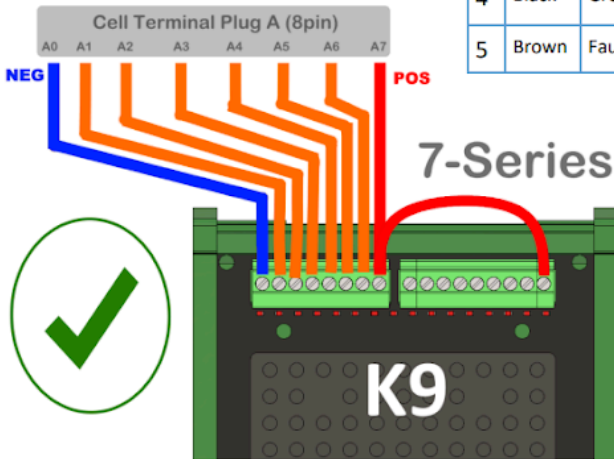 Cell Terminal Plug A (8pin)
A0 A1 A2 A3 A4 A5 A6 A7
NEG
POS
4 Black
5 Brown
7-Series
K9